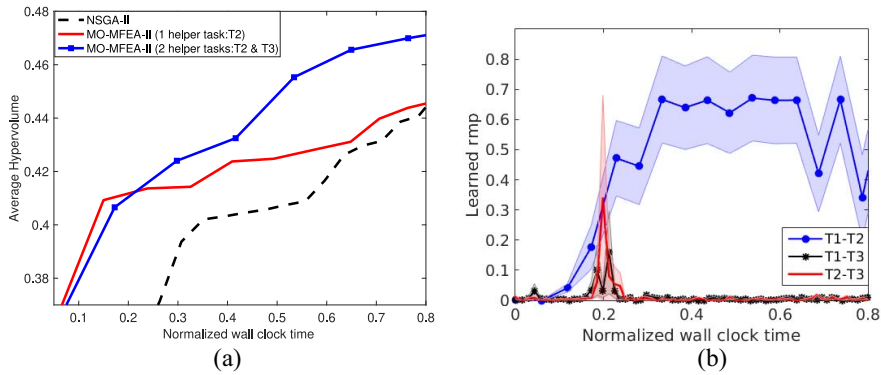 0.48
0.46
0.44
0.42
0.4
0.38
Average Hypervolume
NSGA-II
MO-MFEA-II (1 helper task:T2)
MO-MFEA-II (2 helper tasks:T2 & T3)
0.1 0.2 0.3 0.4 0.5 0.6 0.7 0.8
Normalized wall clock time
(a)
0.8
0.7
0.6
0.5
0.4
0.3
0.2
0.1
0
Learned rmp
T1-T2
T1-T3
T2-T3
0 0.2 0.4 0.6 0.8
Normalized wall clock time
(b)